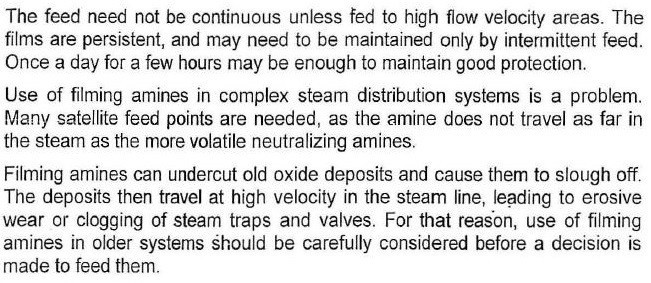 The feed need not be continuous unless fed to high flow velocity areas. The
films are persistent, and may need to be maintained only by intermittent feed.
Once a day for a few hours may be enough to maintain good protection.
Use of filming amines in complex steam distribution systems is a problem.
Many satellite feed points are needed, as the amine does not travel as far in
the steam as the more volatile neutralizing amines.
Filming amines can undercut old oxide deposits and cause them to slough off.
The deposits then travel at high velocity in the steam line, leading to erosive
wear or clogging of steam traps and valves. For that reason, use of filming
amines in older systems should be carefully considered before a decision is
made to feed them.